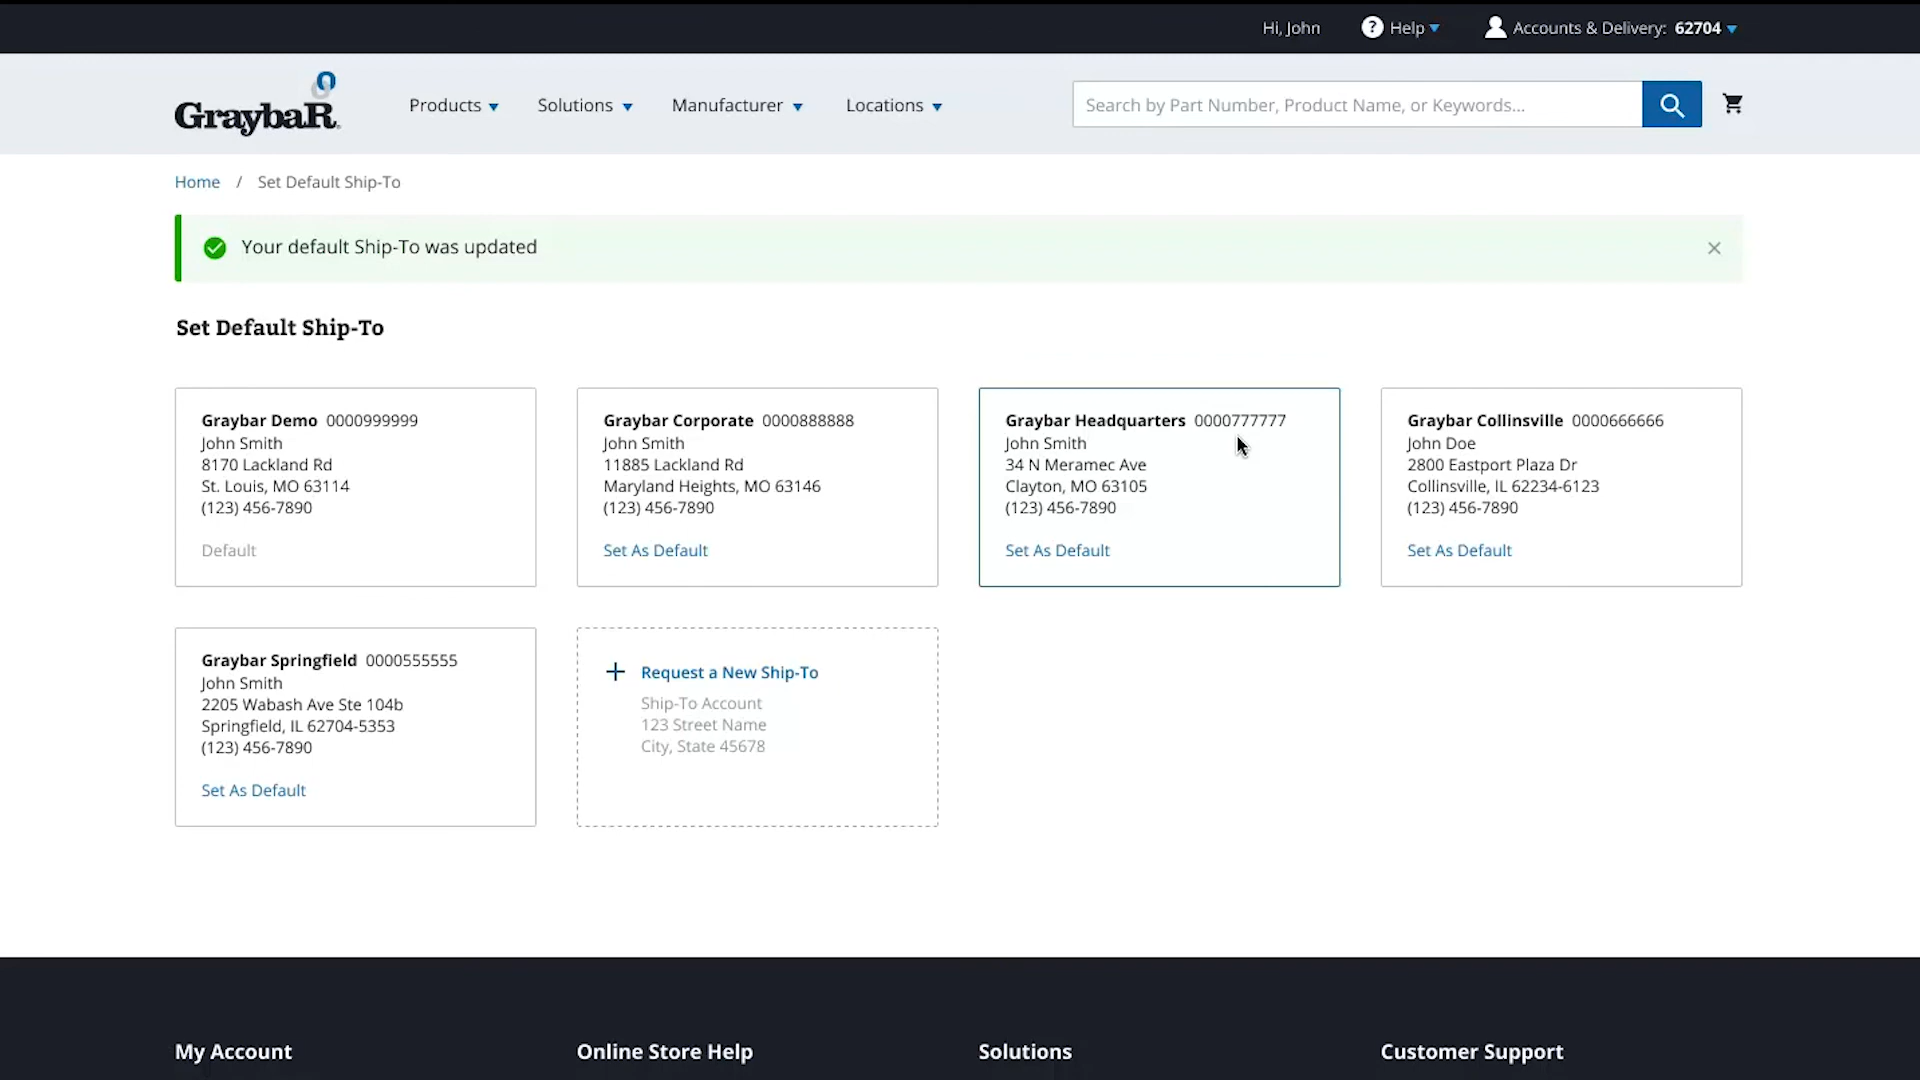 Hi, John
? Help
Accounts & Delivery: 62704
GraybaR
Products
Solutions
Manufacturer
Locations
Search by Part Number, Product Name, or Keywords...
Home / Set Default Ship-To
Your default Ship-To was updated
Set Default Ship-To
Graybar Demo 0000999999
John Smith
8170 Lackland Rd
St. Louis, MO 63114
(123) 456-7890
Default
Graybar Corporate 0000888888
John Smith
11885 Lackland Rd
Maryland Heights, MO 63146
(123) 456-7890
Set As Default
Graybar Headquarters 0000777777
John Smith
34 N Meramec Ave
Clayton, MO 63105
(123) 456-7890
Set As Default
Graybar Collinsville 0000666666
John Doe
2800 Eastport Plaza Dr
Collinsville, IL 62234-6123
(123) 456-7890
Set As Default
Graybar Springfield 0000555555
John Smith
2205 Wabash Ave Ste 104b
Springfield, IL 62704-5353
(123) 456-7890
Set As Default
Request a New Ship-To
Ship-To Account
123 Street Name
City, State 45678
My Account
Online Store Help
Solutions
Customer Support